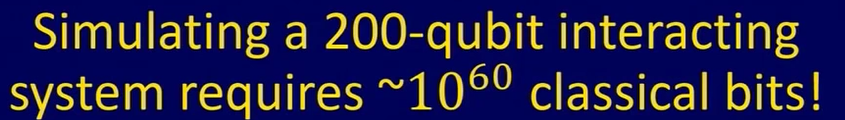 Simulating a 200-qubit interacting
system requires ~10⁶⁰ classical bits!